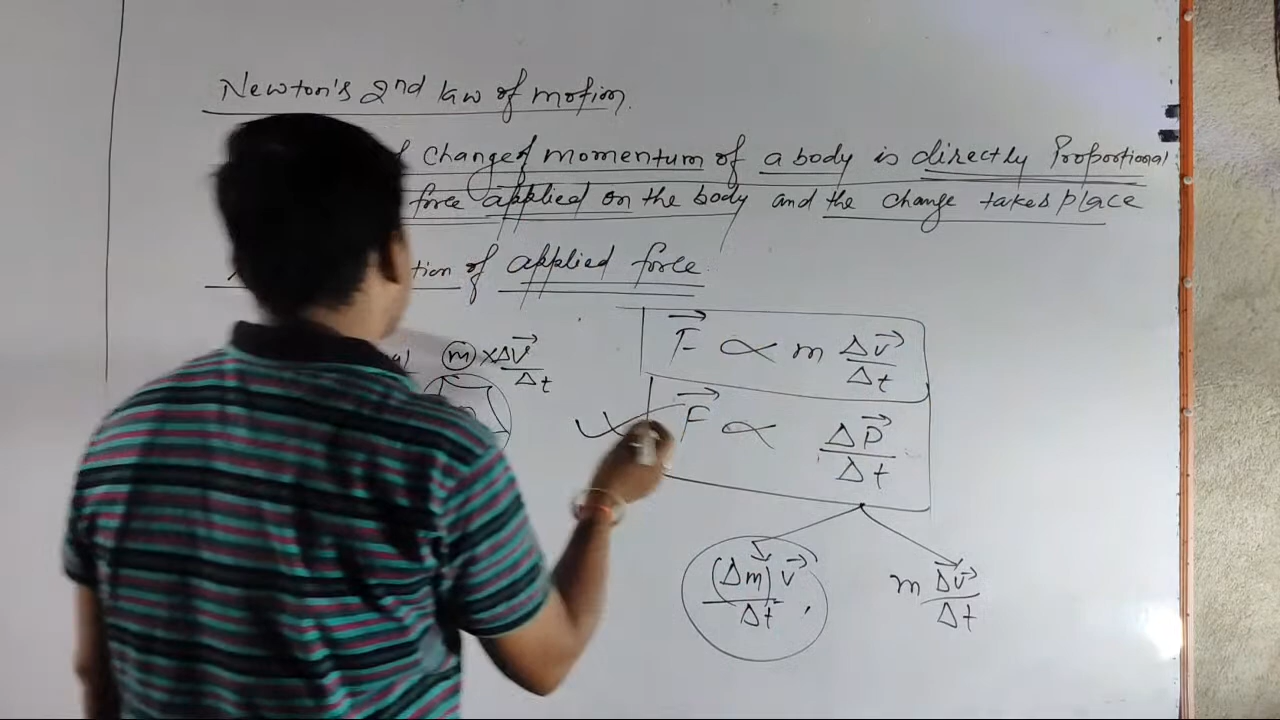 Newton's 2nd law of motion.
change of momentum of a body is directly Proportional
force applied on the body and the change takes place
tion of applied force.
m × Δv⃗/Δt
F⃗ ∝ m Δv⃗/Δt
F⃗ ∝ ΔP⃗/Δt
(Δm) v⃗/Δt , m Δv⃗/Δt